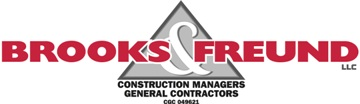 BROOKS & FREUND LLC
CONSTRUCTION MANAGERS
GENERAL CONTRACTORS
CGC 049621